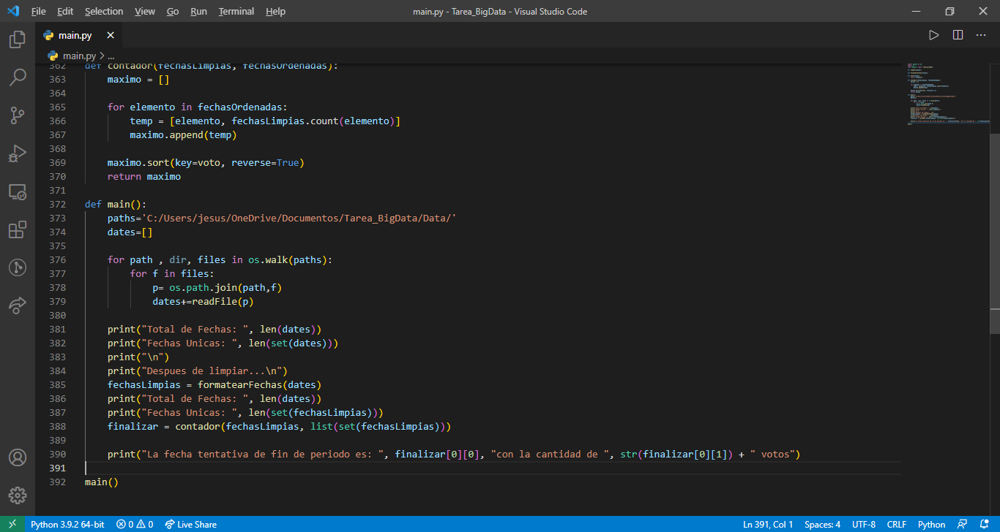 File Edit Selection View Go Run Terminal Help main.py - Tarea_BigData - Visual Studio Code
main.py
main.py > ...
362 def contador(fechasLimpias, fechasOrdenadas):
363     maximo = []
364
365     for elemento in fechasOrdenadas:
366         temp = [elemento, fechasLimpias.count(elemento)]
367         maximo.append(temp)
368
369     maximo.sort(key=voto, reverse=True)
370     return maximo
371
372 def main():
373     paths='C:/Users/jesus/OneDrive/Documentos/Tarea_BigData/Data/'
374     dates=[]
375
376     for path , dir, files in os.walk(paths):
377         for f in files:
378             p= os.path.join(path,f)
379             dates+=readFile(p)
380
381     print("Total de Fechas: ", len(dates))
382     print("Fechas Unicas: ", len(set(dates)))
383     print("\n")
384     print("Despues de limpiar...\n")
385     fechasLimpias = formatearFechas(dates)
386     print("Total de Fechas: ", len(dates))
387     print("Fechas Unicas: ", len(set(fechasLimpias)))
388     finalizar = contador(fechasLimpias, list(set(fechasLimpias)))
389
390     print("La fecha tentativa de fin de periodo es: ", finalizar[0][0], "con la cantidad de ", str(finalizar[0][1]) + " votos")
391
392 main()
Python 3.9.2 64-bit 0 0 Live Share Ln 391, Col 1 Spaces: 4 UTF-8 CRLF Python